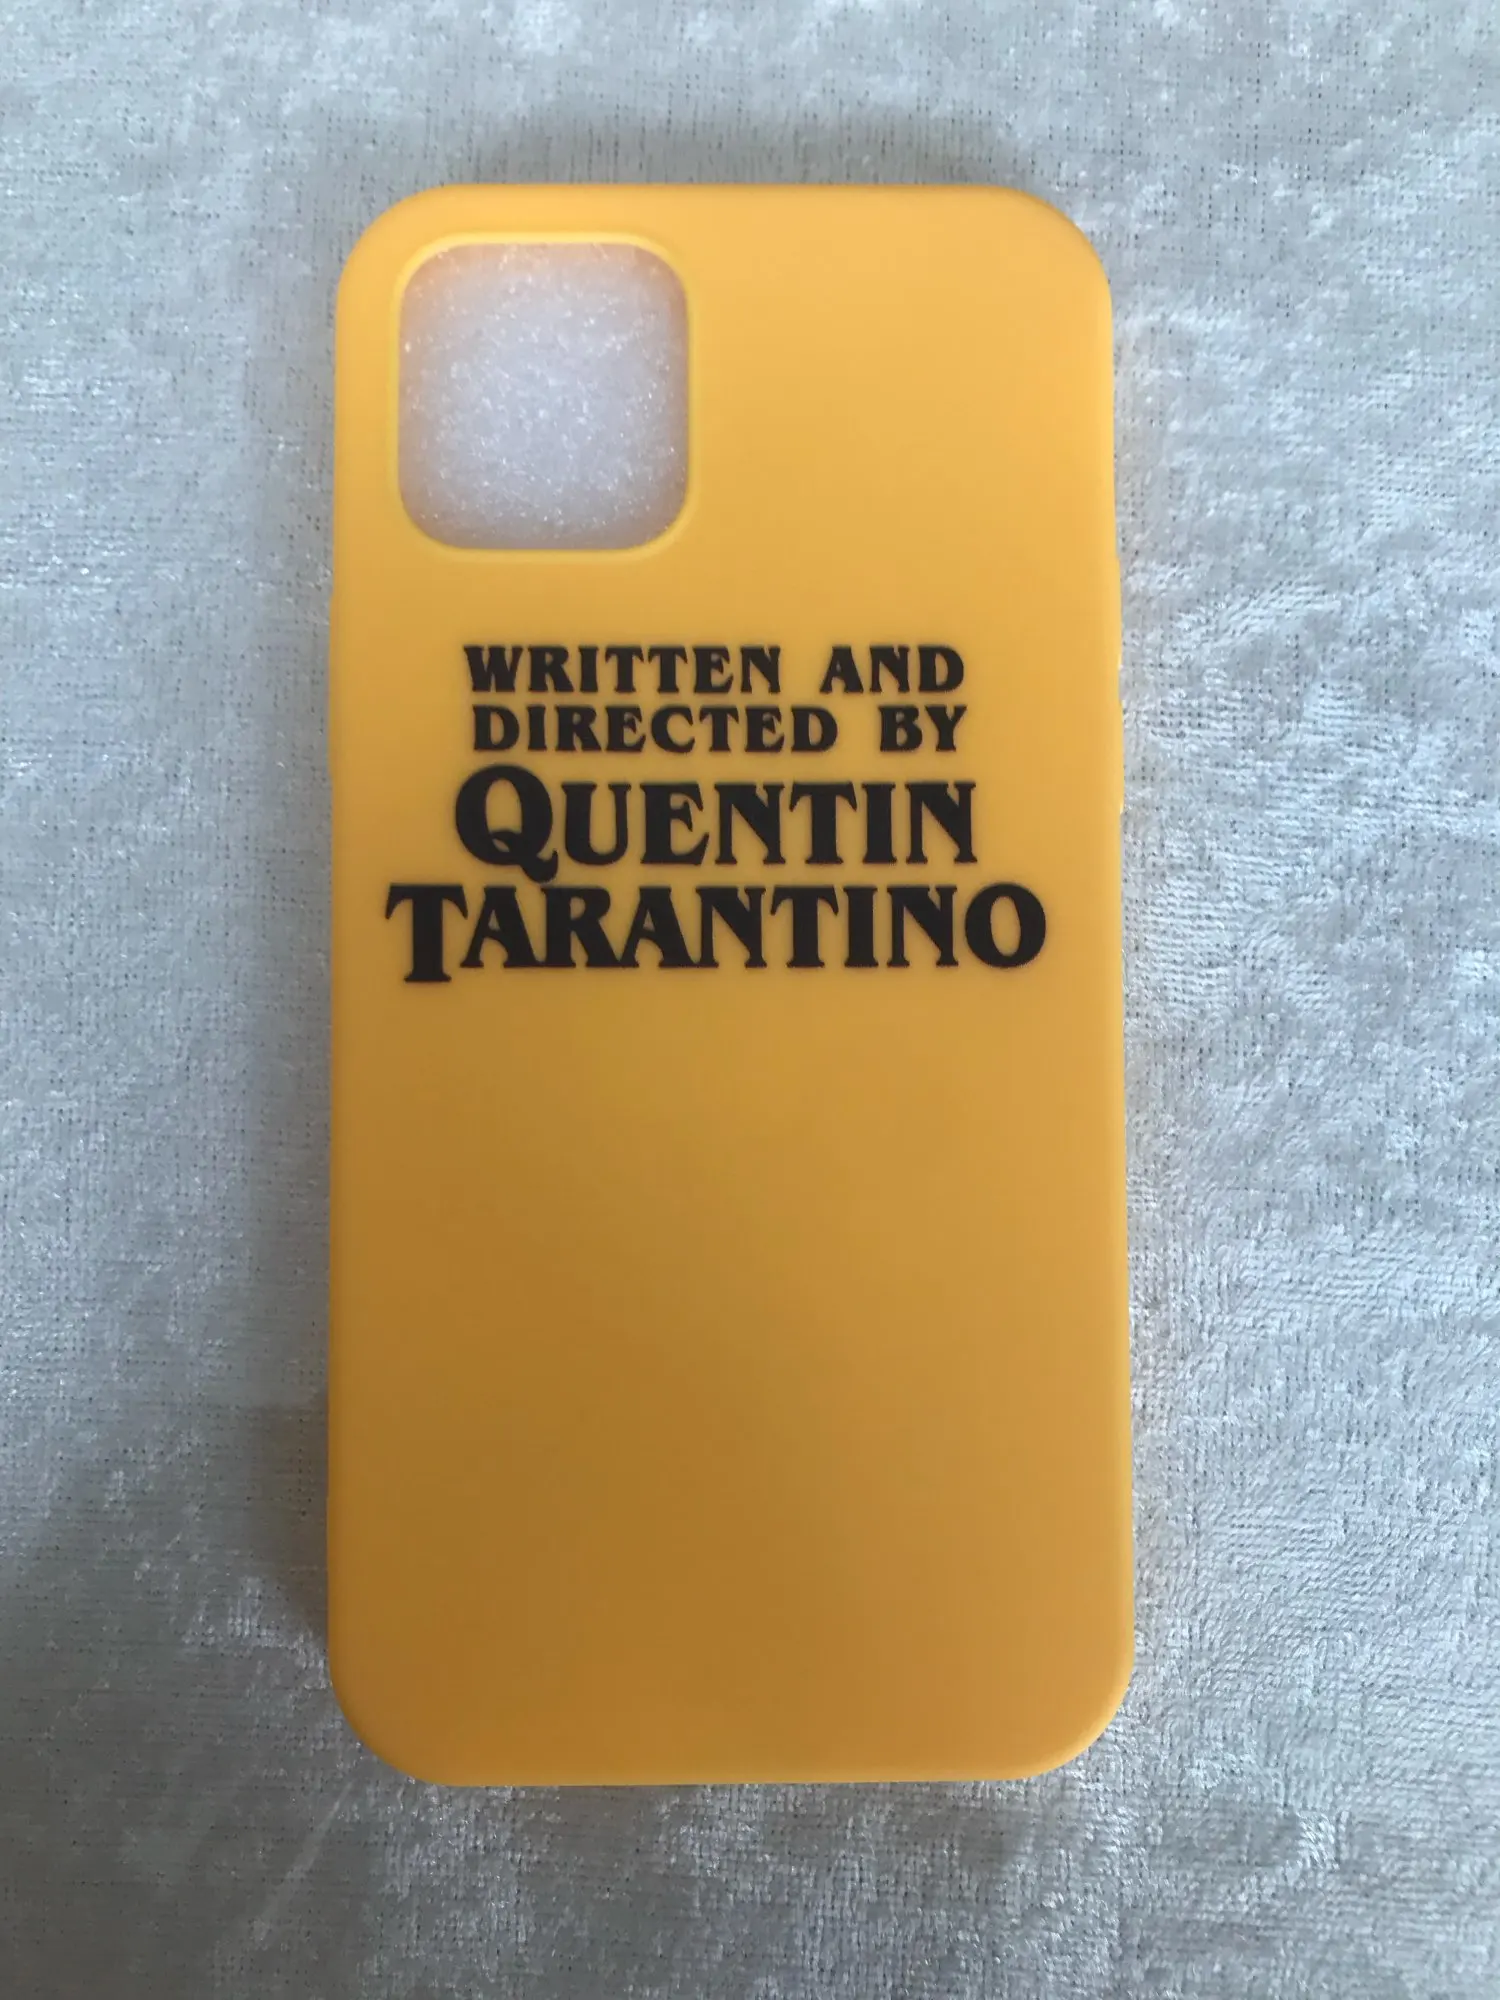 WRITTEN AND
DIRECTED BY
QUENTIN
TARANTINO